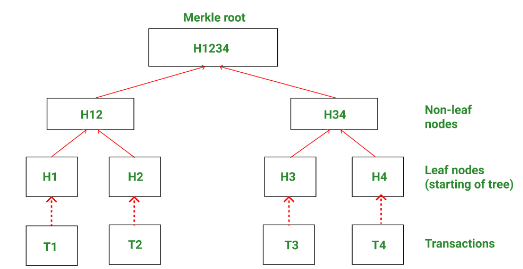 Merkle root
H1234
H12
H34
Non-leaf
nodes
H1
H2
H3
H4
Leaf nodes
(starting of tree)
T1
T2
T3
T4
Transactions